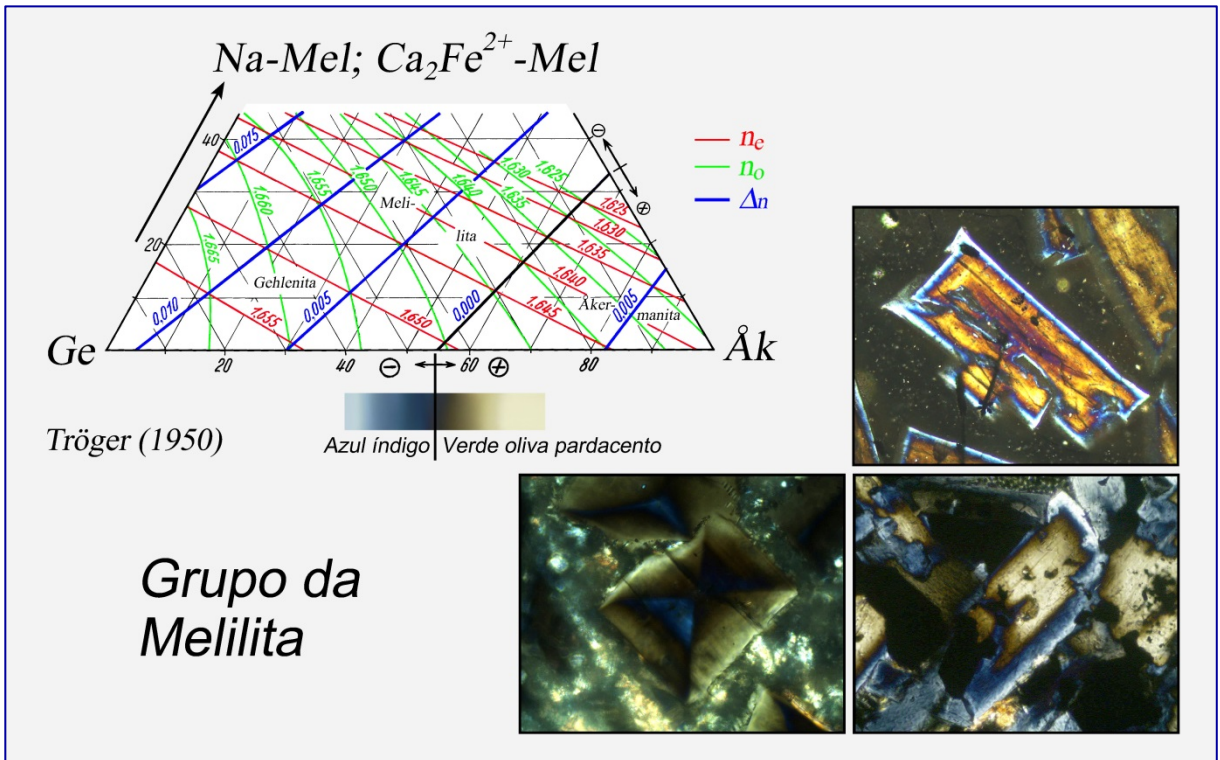 Na-Mel; Ca₂Fe²⁺-Mel
nₑ
nₒ
Δn
40
20
0.015
1.660
1.655
1.650
1.645
1.640
1.635
1.630
1.625
⊖
⊕
Meli-
lita
1.625
1.630
1.635
1.640
1.645
1.665
Gehlenita
0.010
1.655
0.005
1.650
0.000
Åker-
manita
0.005
Ge
Åk
20
40
60
80
⊖ ⊕
Azul índigo Verde oliva pardacento
Tröger (1950)
Grupo da
Melilita